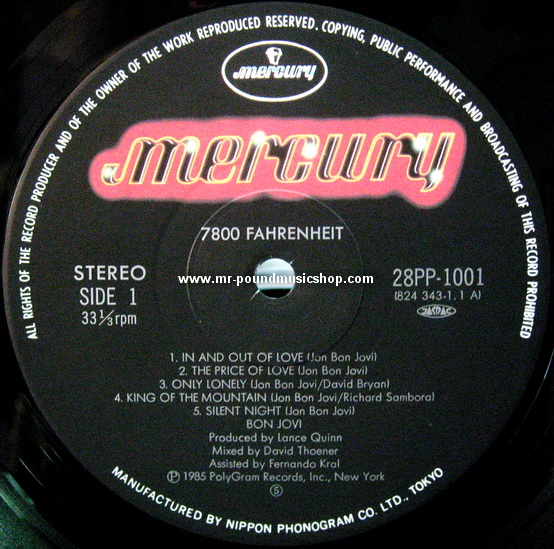 ALL RIGHTS OF THE RECORD PRODUCER AND OF THE OWNER OF THE WORK REPRODUCED RESERVED. COPYING, PUBLIC PERFORMANCE AND BROADCASTING OF THIS RECORD PROHIBITED
mercury
mercury
7800 FAHRENHEIT
STEREO
SIDE 1
33⅓rpm
www.mr-poundmusicshop.com
28PP-1001
(824 343-1. 1 A)
JASRAC
1. IN AND OUT OF LOVE (Jon Bon Jovi)
2. THE PRICE OF LOVE (Jon Bon Jovi)
3. ONLY LONELY (Jon Bon Jovi/David Bryan)
4. KING OF THE MOUNTAIN (Jon Bon Jovi/Richard Sambora)
5. SILENT NIGHT (Jon Bon Jovi)
BON JOVI
Produced by Lance Quinn
Mixed by David Thoener
Assisted by Fernando Kral
Ⓟ 1985 PolyGram Records, Inc., New York
Ⓢ
MANUFACTURED BY NIPPON PHONOGRAM CO. LTD., TOKYO